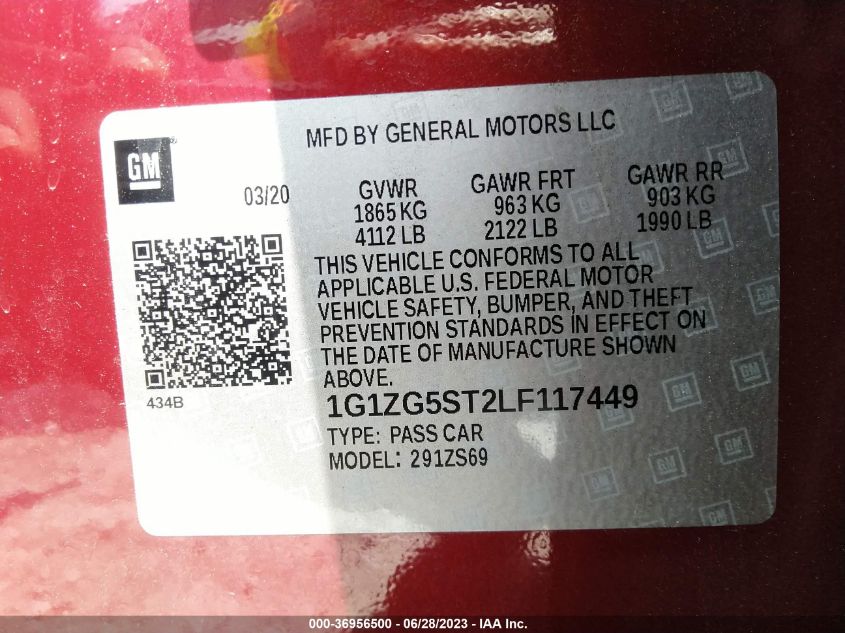 MFD BY GENERAL MOTORS LLC
GM
03/20
GVWR GAWR FRT GAWR RR
1865 KG 963 KG 903 KG
4112 LB 2122 LB 1990 LB
THIS VEHICLE CONFORMS TO ALL
APPLICABLE U.S. FEDERAL MOTOR
VEHICLE SAFETY, BUMPER, AND THEFT
PREVENTION STANDARDS IN EFFECT ON
THE DATE OF MANUFACTURE SHOWN
ABOVE.
434B
1G1ZG5ST2LF117449
TYPE: PASS CAR
MODEL: 291ZS69
000-36956500 - 06/28/2023 - IAA Inc.